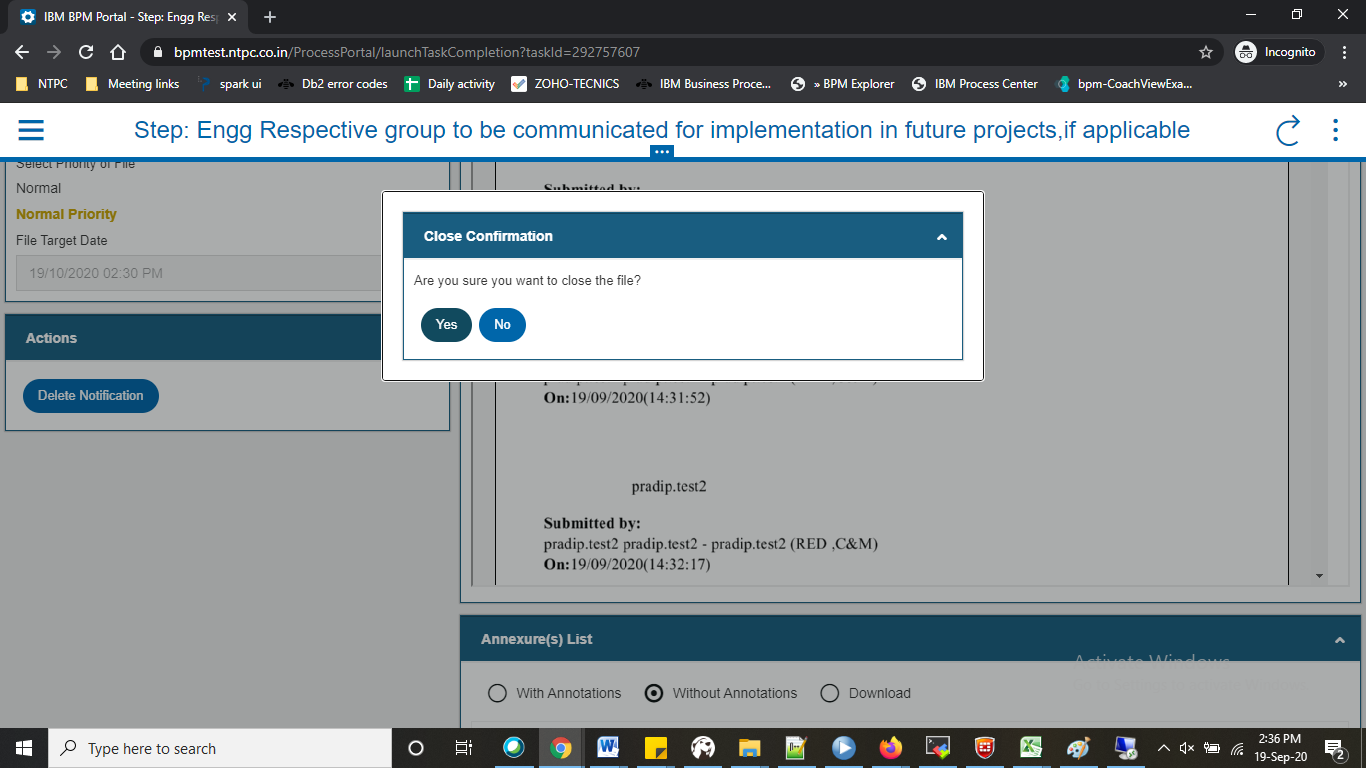 IBM BPM Portal - Step: Engg Resp
bpmtest.ntpc.co.in/ProcessPortal/launchTaskCompletion?taskId=292757607
Incognito
NTPC
Meeting links
spark ui
Db2 error codes
Daily activity
ZOHO-TECNICS
IBM Business Proce...
» BPM Explorer
IBM Process Center
bpm-CoachViewExa...
»
Step: Engg Respective group to be communicated for implementation in future projects,if applicable
Select Priority of File
Normal
Normal Priority
File Target Date
19/10/2020 02:30 PM
Actions
Delete Notification
Submitted by:
Close Confirmation
Are you sure you want to close the file?
Yes
No
On:19/09/2020(14:31:52)
pradip.test2
Submitted by:
pradip.test2 pradip.test2 - pradip.test2 (RED ,C&M)
On:19/09/2020(14:32:17)
Annexure(s) List
Activate Windows
With Annotations
Without Annotations
Download
Type here to search
2:36 PM
19-Sep-20
2